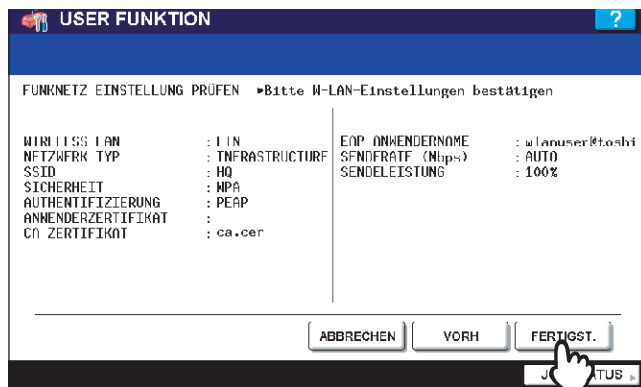 USER FUNKTION
?
FUNKNETZ EINSTELLUNG PRÜFEN ▶Bitte W-LAN-Einstellungen bestätigen
WIRELESS LAN : EIN
NETZWERK TYP : INFRASTRUCTURE
SSID : HQ
SICHERHEIT : WPA
AUTHENTIFIZIERUNG : PEAP
ANWENDERZERTIFIKAT :
CA ZERTIFIKAT : ca.cer
EAP ANWENDERNAME : wlanuser@toshi
SENDERATE (Mbps) : AUTO
SENDELEISTUNG : 100%
ABBRECHEN
VORH
FERTIGST.